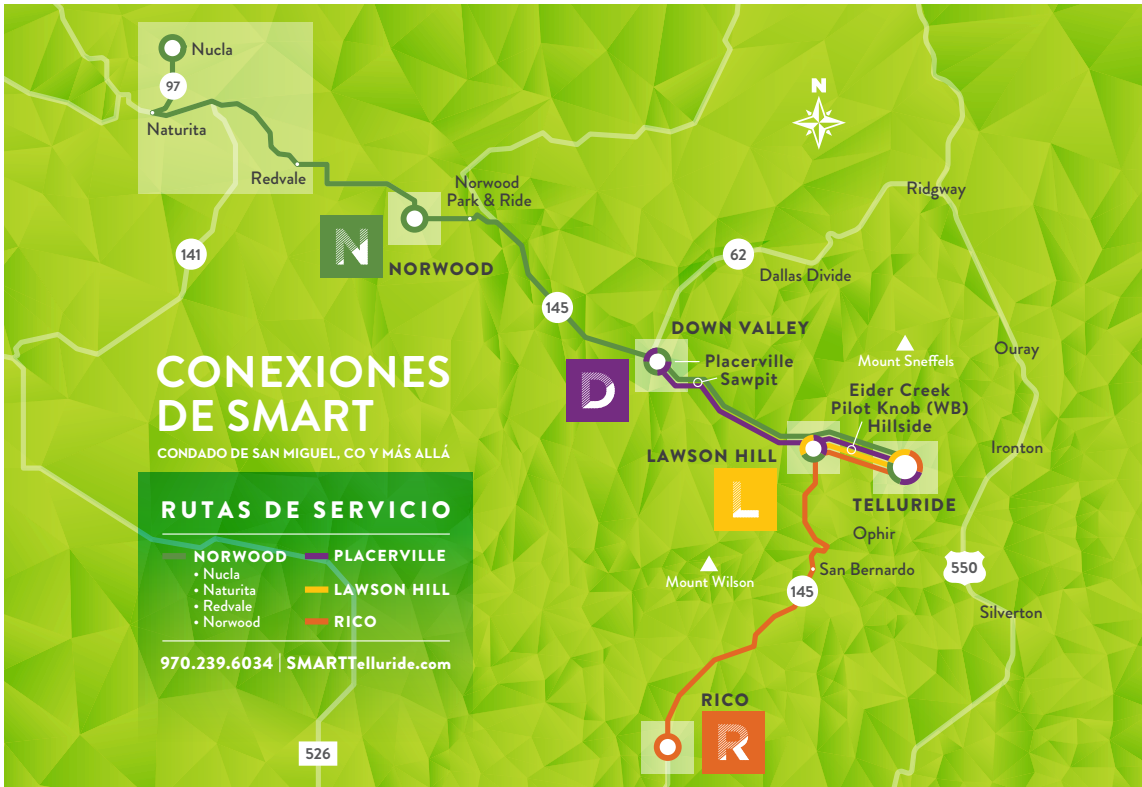 Nucla
97
Naturita
Redvale
Norwood
Park & Ride
N
Ridgway
N
NORWOOD
141
62
Dallas Divide
145
DOWN VALLEY
Placerville
Sawpit
D
Mount Sneffels
Ouray
CONEXIONES
DE SMART
CONDADO DE SAN MIGUEL, CO Y MÁS ALLÁ
Eider Creek
Pilot Knob (WB)
Hillside
LAWSON HILL
L
Ironton
TELLURIDE
Ophir
San Bernardo
Mount Wilson
145
550
Silverton
RUTAS DE SERVICIO
NORWOOD
• Nucla
• Naturita
• Redvale
• Norwood
PLACERVILLE
LAWSON HILL
RICO
970.239.6034 | SMARTTelluride.com
RICO
R
526